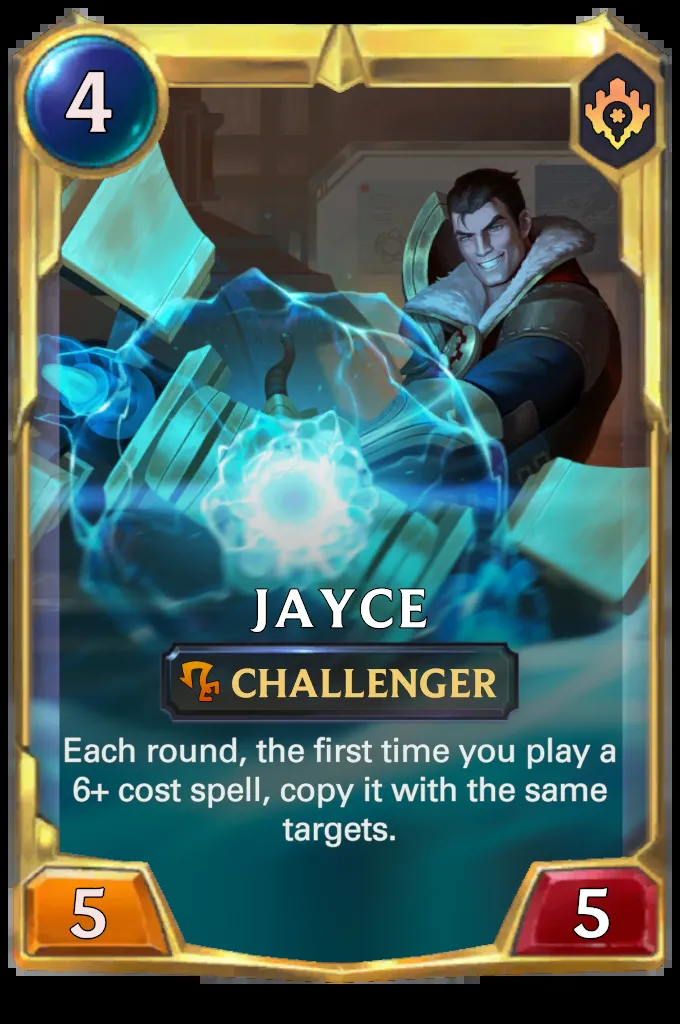 4
JAYCE
CHALLENGER
Each round, the first time you play a
6+ cost spell, copy it with the same
targets.
5
5